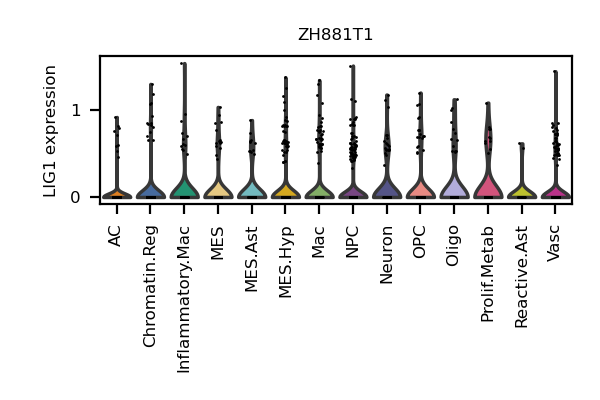 ZH881T1
LIG1 expression
1
0
AC
Chromatin.Reg
Inflammatory.Mac
MES
MES.Ast
MES.Hyp
Mac
NPC
Neuron
OPC
Oligo
Prolif.Metab
Reactive.Ast
Vasc